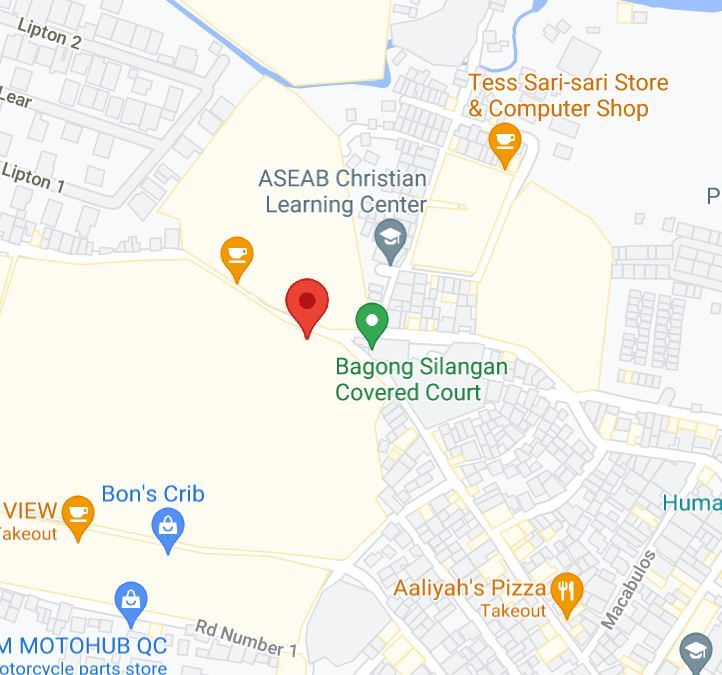 Lipton 2
Tess Sari-sari Store
& Computer Shop
Lear
Lipton 1
ASEAB Christian
Learning Center
P
Bagong Silangan
Covered Court
Bon's Crib
VIEW
Takeout
Huma
Aaliyah's Pizza
Takeout
Macabulos
Rd Number 1
M MOTOHUB QC
otorcycle parts store